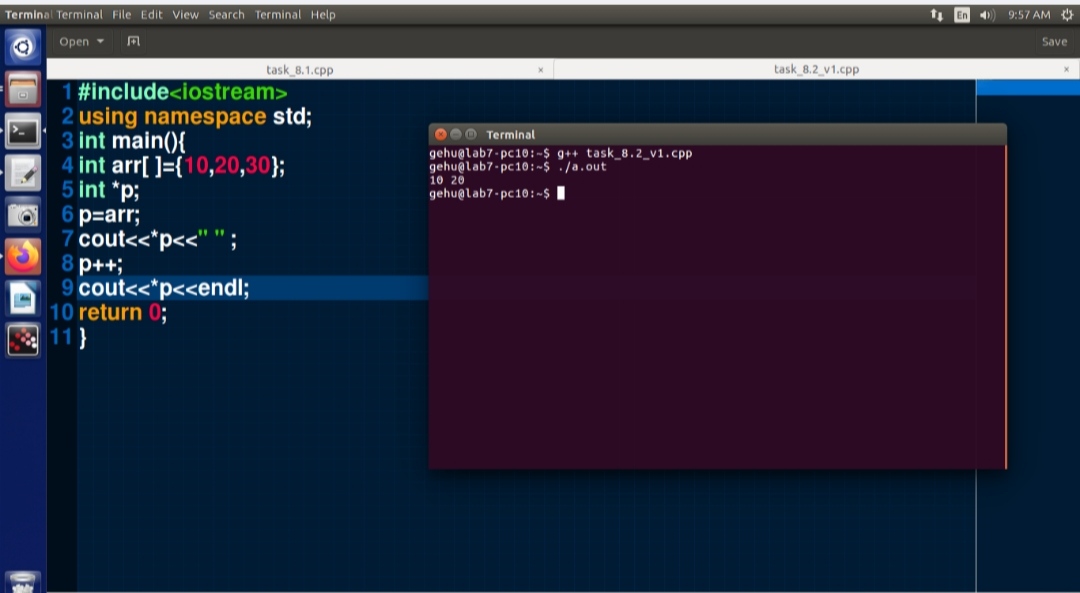 Terminal Terminal File Edit View Search Terminal Help En 9:57 AM
Open Save
task_8.1.cpp × task_8.2_v1.cpp ×
1 #include<iostream>
2 using namespace std;
3 int main(){
4 int arr[ ]={10,20,30};
5 int *p;
6 p=arr;
7 cout<<*p<<" " ;
8 p++;
9 cout<<*p<<endl;
10 return 0;
11 }
Terminal
gehu@lab7-pc10:~$ g++ task_8.2_v1.cpp
gehu@lab7-pc10:~$ ./a.out
10 20
gehu@lab7-pc10:~$